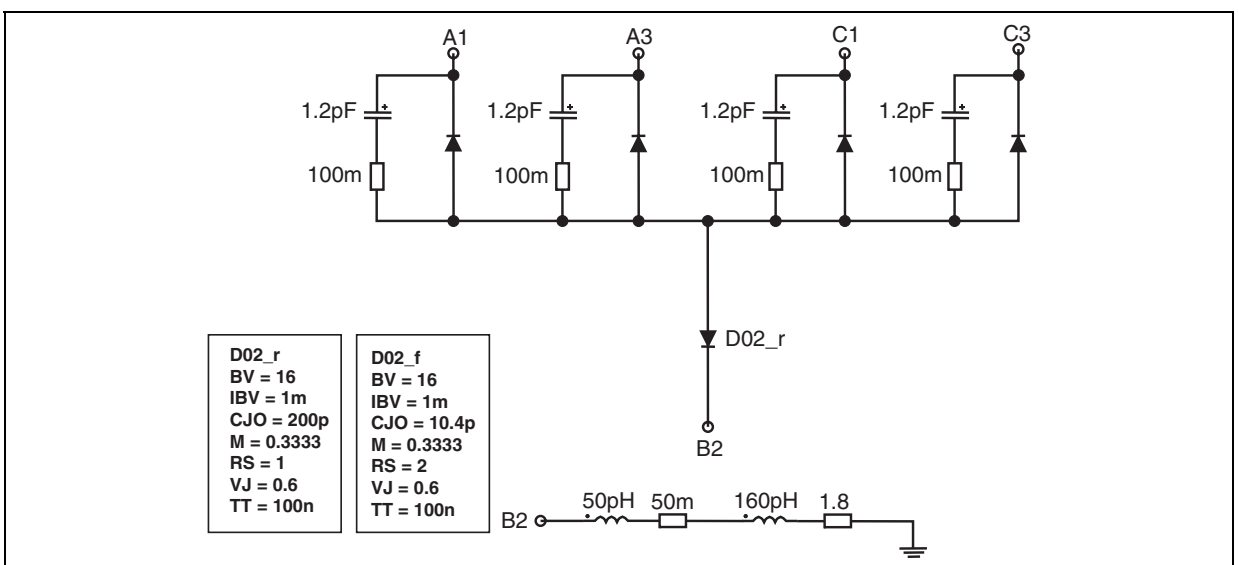 A1 A3 C1 C3
1.2pF 1.2pF 1.2pF 1.2pF
+ + + +
100m 100m 100m 100m
D02_r
B2
D02_r
BV = 16
IBV = 1m
CJO = 200p
M = 0.3333
RS = 1
VJ = 0.6
TT = 100n
D02_f
BV = 16
IBV = 1m
CJO = 10.4p
M = 0.3333
RS = 2
VJ = 0.6
TT = 100n
50pH 50m 160pH 1.8
B2